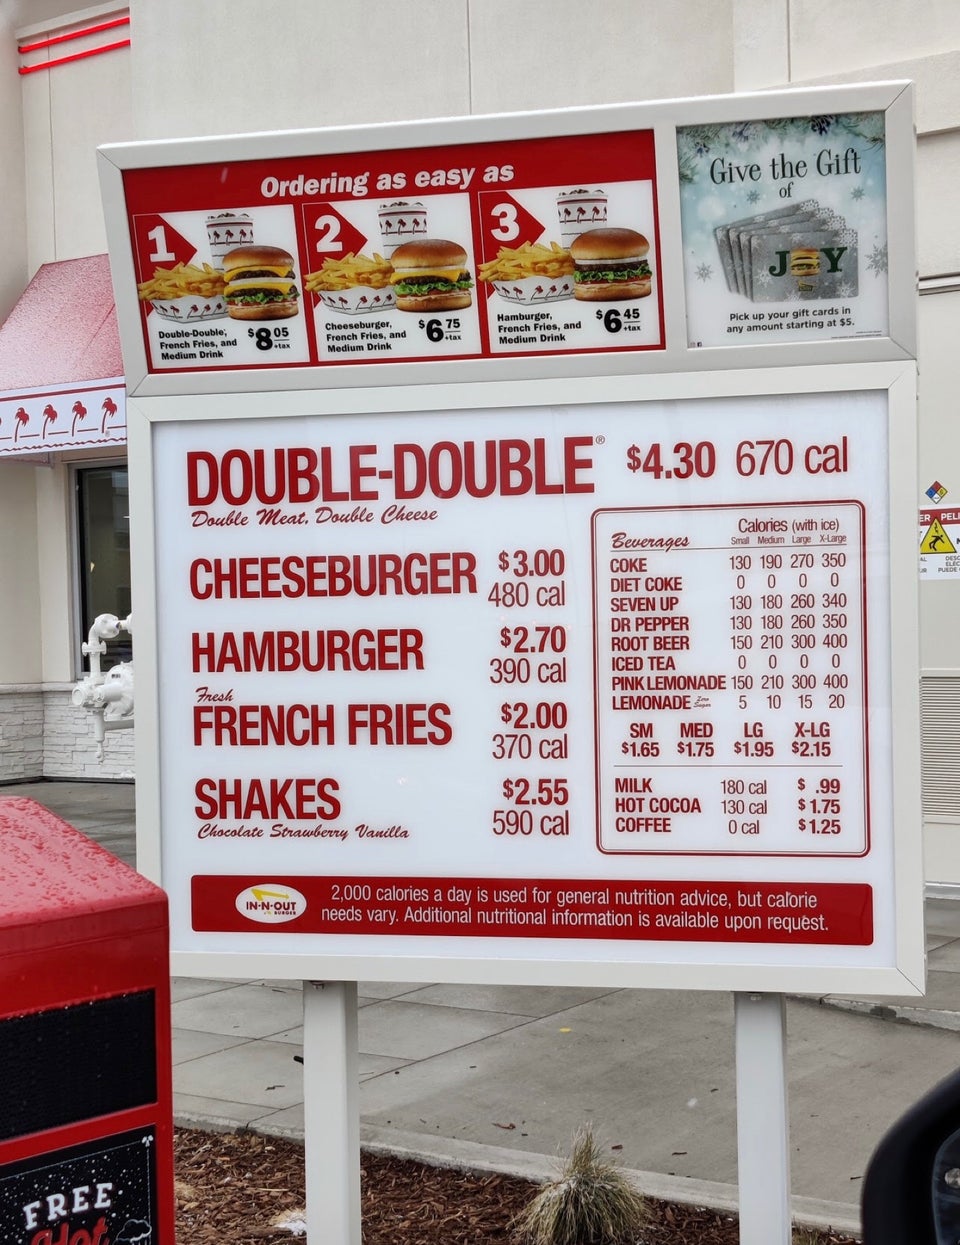 Ordering as easy as
1
Double-Double,
French Fries, and
Medium Drink
$8 05 +tax
2
Cheeseburger,
French Fries, and
Medium Drink
$6 75 +tax
3
Hamburger,
French Fries, and
Medium Drink
$6 45 +tax
Give the Gift
of
JOY
Pick up your gift cards in
any amount starting at $5.
DOUBLE-DOUBLE® $4.30 670 cal
Double Meat, Double Cheese
CHEESEBURGER $3.00
480 cal
HAMBURGER $2.70
390 cal
Fresh
FRENCH FRIES $2.00
370 cal
SHAKES $2.55
Chocolate Strawberry Vanilla 590 cal
Calories (with ice)
Beverages Small Medium Large X-Large
COKE 130 190 270 350
DIET COKE 0 0 0 0
SEVEN UP 130 180 260 340
DR PEPPER 130 180 260 350
ROOT BEER 150 210 300 400
ICED TEA 0 0 0 0
PINK LEMONADE 150 210 300 400
LEMONADE Zero Sugar 5 10 15 20
SM MED LG X-LG
$1.65 $1.75 $1.95 $2.15
MILK 180 cal $ .99
HOT COCOA 130 cal $1.75
COFFEE 0 cal $1.25
IN-N-OUT
BURGER
2,000 calories a day is used for general nutrition advice, but calorie
needs vary. Additional nutritional information is available upon request.
FREE
Hot